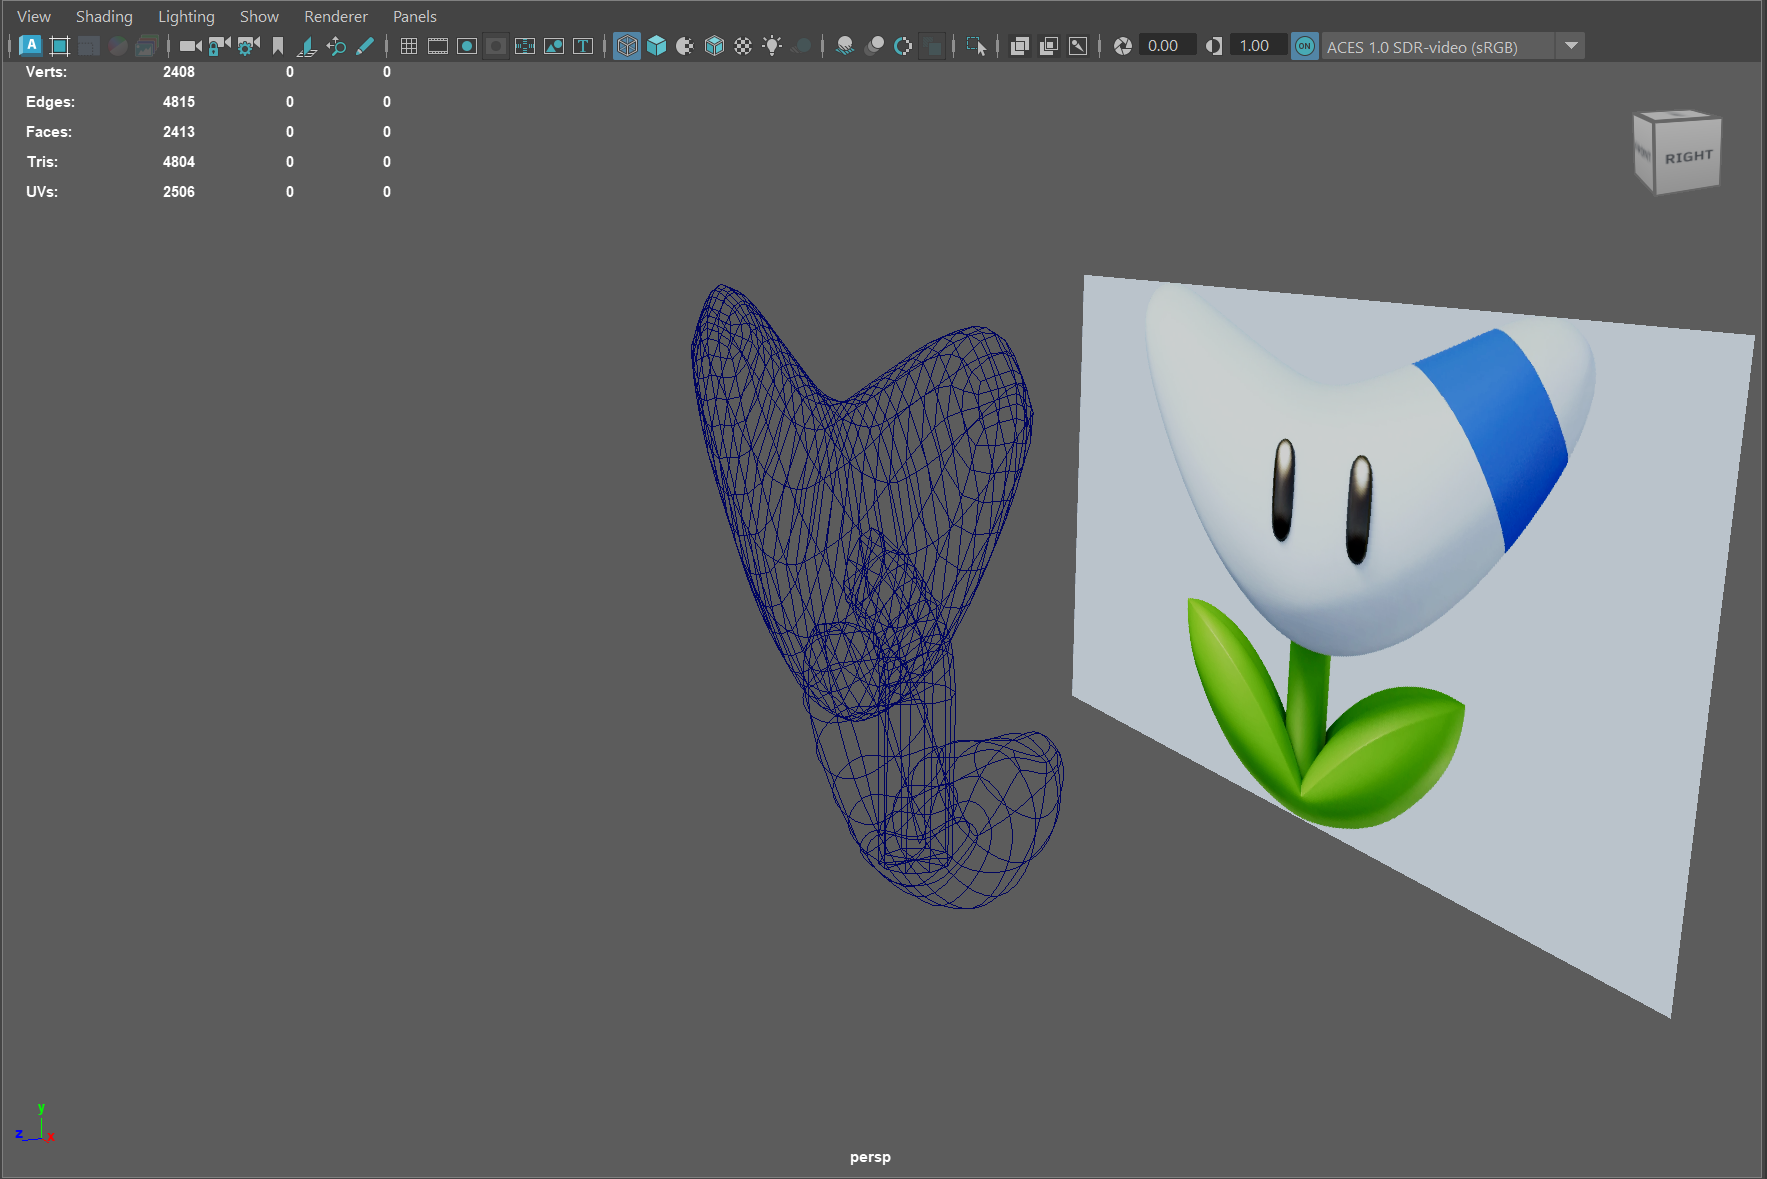 View Shading Lighting Show Renderer Panels
A T 0.00 1.00 ON ACES 1.0 SDR-video (sRGB)
Verts: 2408 0 0
Edges: 4815 0 0
Faces: 2413 0 0
Tris: 4804 0 0
UVs: 2506 0 0
RIGHT
y
z x
persp